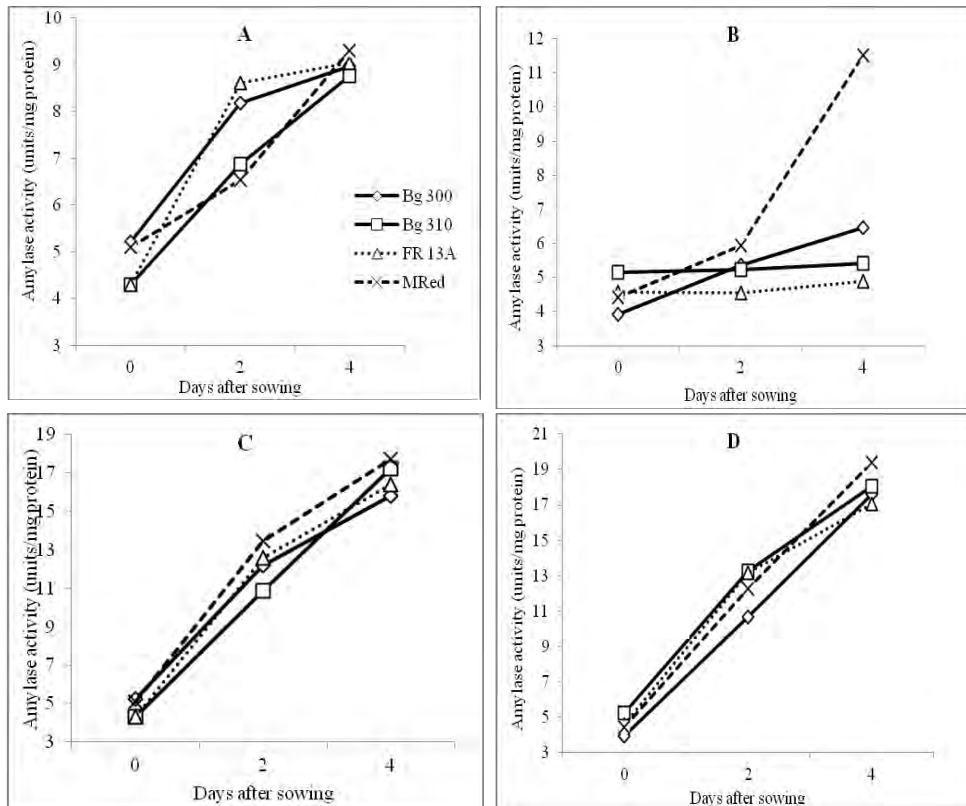 A
Amylase activity (units/mg protein)
10
9
8
7
6
5
4
3
0 2 4
Days after sowing
Bg 300
Bg 310
FR 13A
MRed
B
Amylase activity (units/mg protein)
12
11
10
9
8
7
6
5
4
3
0 2 4
Days after sowing
C
Amylase activity (units/mg protein)
19
17
15
13
11
9
7
5
3
0 2 4
Days after sowing
D
Amylase activity (units/mg protein)
21
19
17
15
13
11
9
7
5
3
0 2 4
Days after sowing